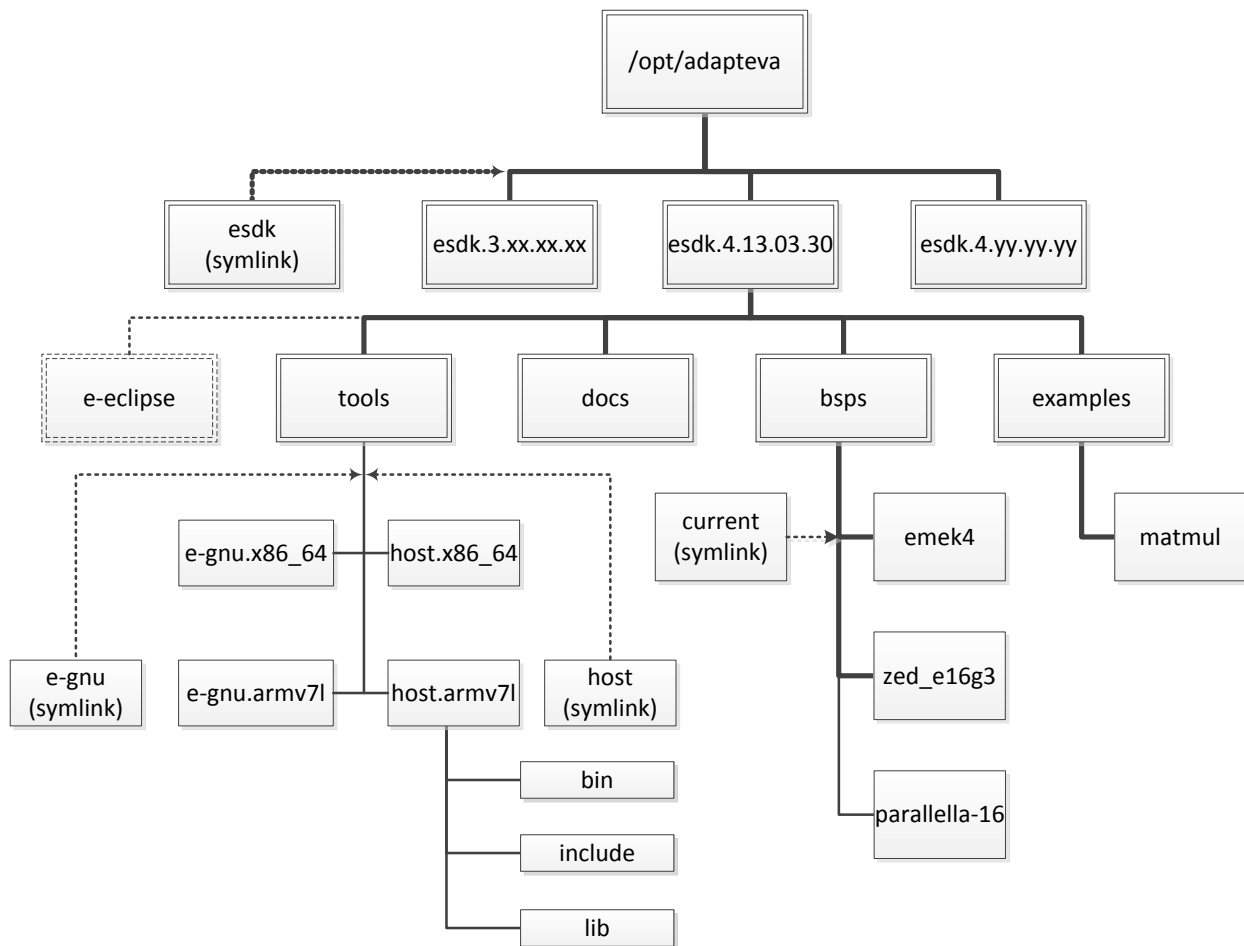 /opt/adapteva
esdk
(symlink)
esdk.3.xx.xx.xx
esdk.4.13.03.30
esdk.4.yy.yy.yy
e-eclipse
tools
docs
bsps
examples
current
(symlink)
emek4
matmul
e-gnu.x86_64
host.x86_64
e-gnu
(symlink)
e-gnu.armv7l
host.armv7l
host
(symlink)
zed_e16g3
bin
include
lib
parallella-16